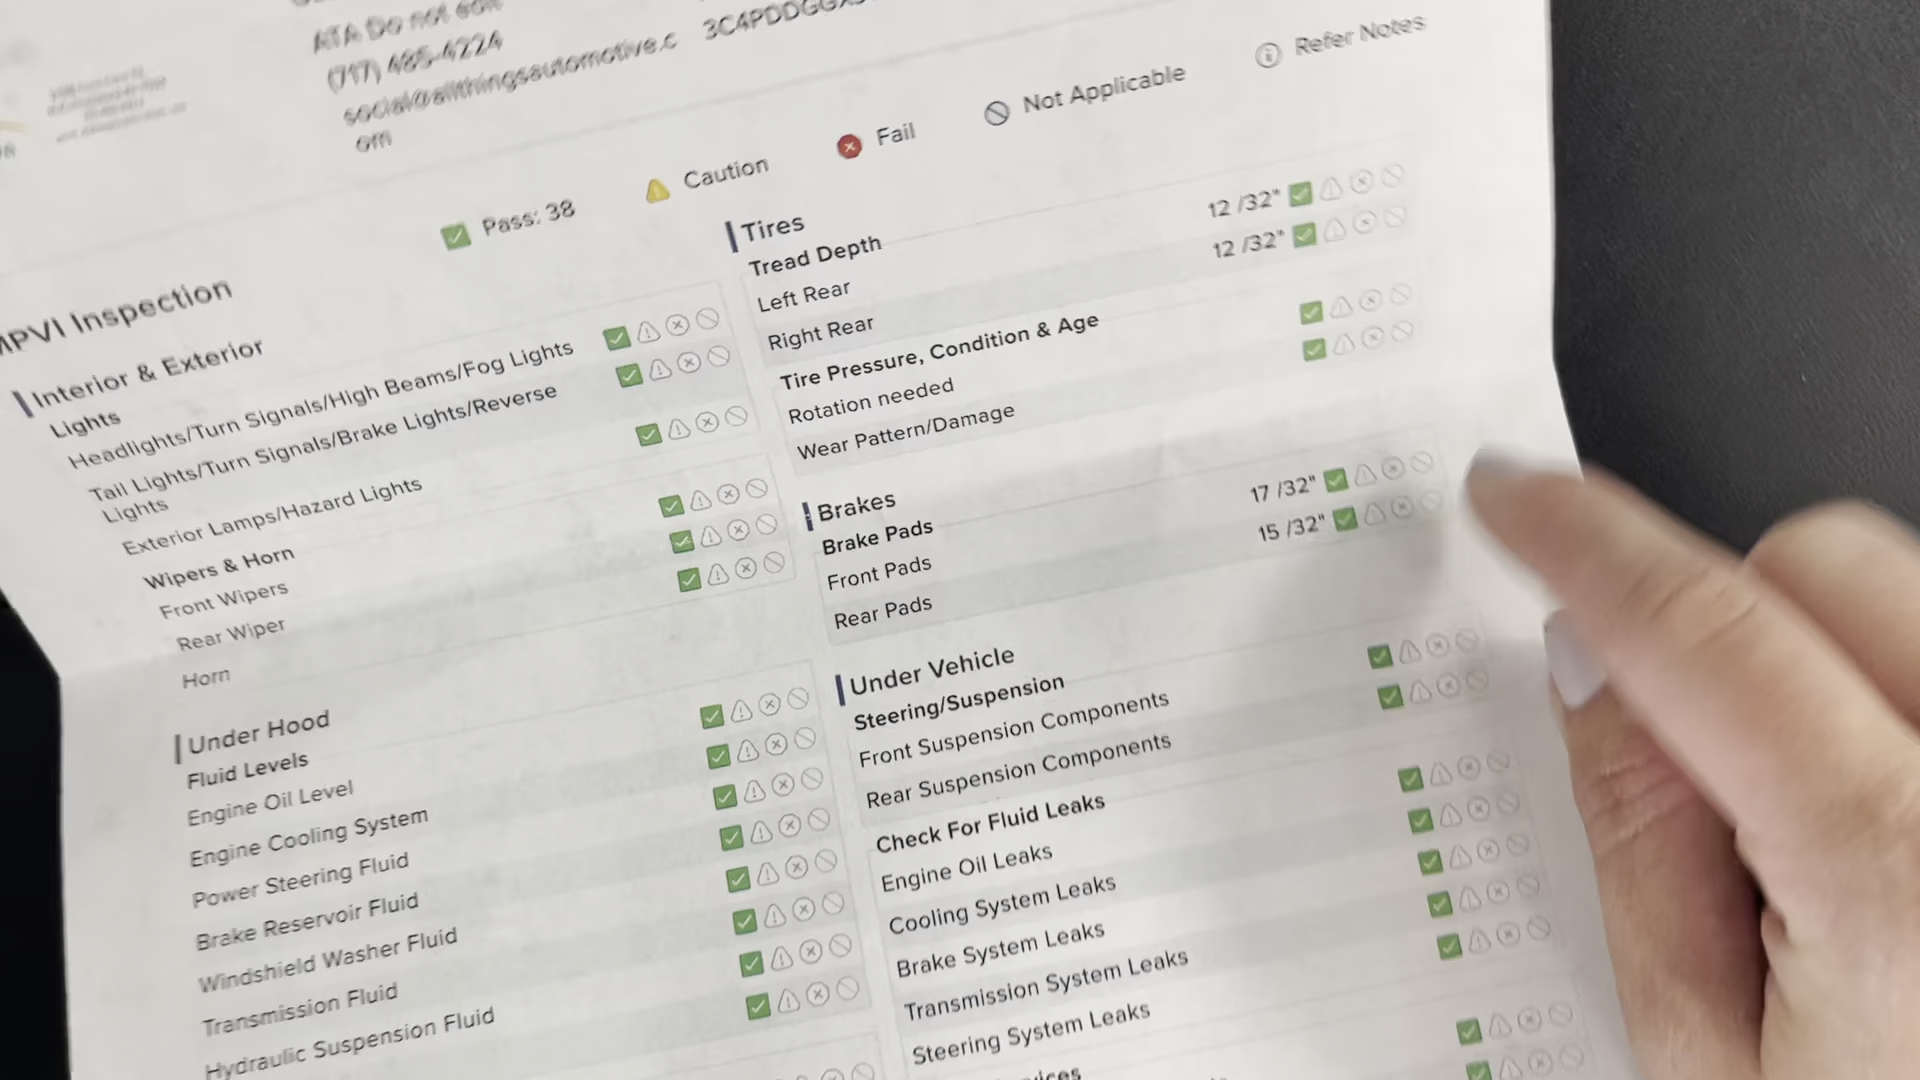 ATA Do not edit
(717) 485-4224
social@allthingsautomotive.c
om
Pass: 38
Caution
Fail
Not Applicable
Refer Notes
MPVI Inspection
Interior & Exterior
Lights
Headlights/Turn Signals/High Beams/Fog Lights
Tail Lights/Turn Signals/Brake Lights/Reverse
Lights
Exterior Lamps/Hazard Lights
Wipers & Horn
Front Wipers
Rear Wiper
Horn
Under Hood
Fluid Levels
Engine Oil Level
Engine Cooling System
Power Steering Fluid
Brake Reservoir Fluid
Windshield Washer Fluid
Transmission Fluid
Hydraulic Suspension Fluid
Tires
Tread Depth
Left Rear 12 /32"
Right Rear 12 /32"
Tire Pressure, Condition & Age
Rotation needed
Wear Pattern/Damage
Brakes
Brake Pads
Front Pads 17 /32"
Rear Pads 15 /32"
Under Vehicle
Steering/Suspension
Front Suspension Components
Rear Suspension Components
Check For Fluid Leaks
Engine Oil Leaks
Cooling System Leaks
Brake System Leaks
Transmission System Leaks
Steering System Leaks